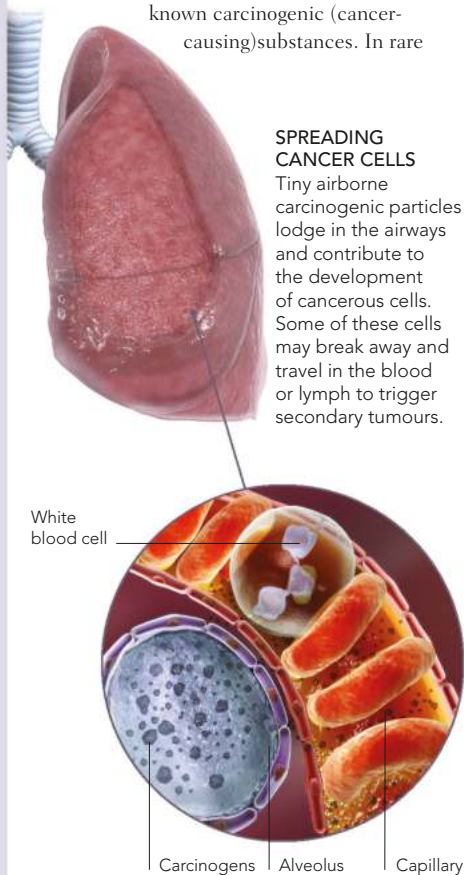 known carcinogenic (cancer-
causing)substances. In rare
SPREADING
CANCER CELLS
Tiny airborne
carcinogenic particles
lodge in the airways
and contribute to
the development
of cancerous cells.
Some of these cells
may break away and
travel in the blood
or lymph to trigger
secondary tumours.
White
blood cell
Carcinogens Alveolus Capillary